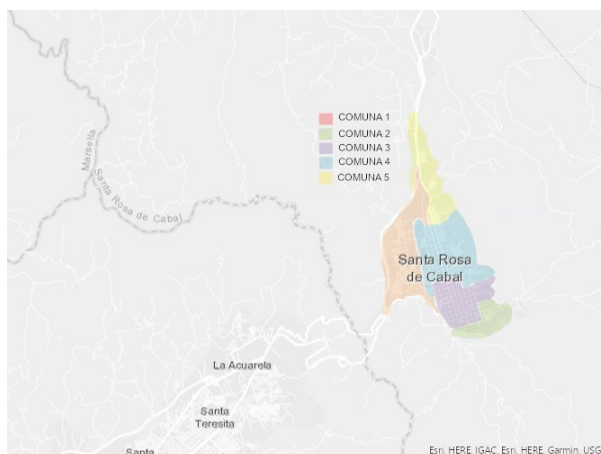 COMUNA 1
COMUNA 2
COMUNA 3
COMUNA 4
COMUNA 5
Marsella
Santa Rosa de Cabal
Santa Rosa
de Cabal
La Acuarela
Santa
Teresita
Santa
Esri, HERE, IGAC, Esri, HERE, Garmin, USG